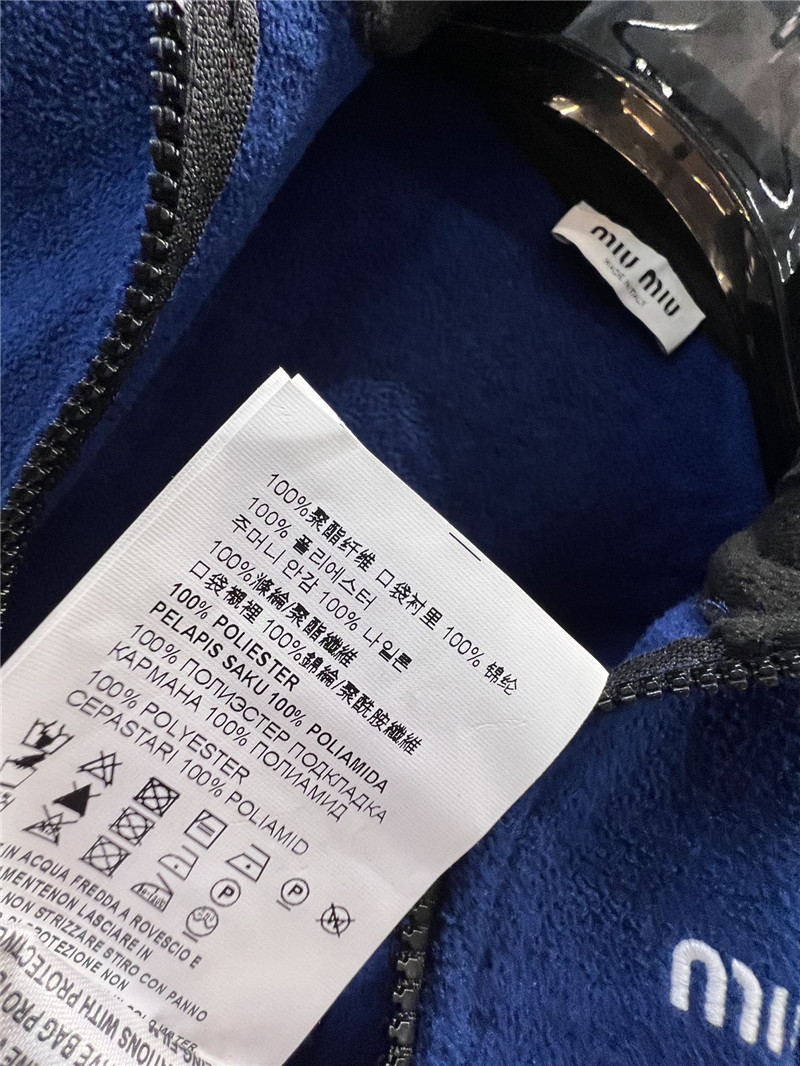 miu miu
MADE IN ITALY
100%聚酯纤维 口袋衬里 100% 锦纶
100% 폴리에스터
주머니 안감 100% 나일론
100%滌綸/聚酯纖維
口袋襯裡 100%錦綸/聚酰胺纖維
100% POLIESTER
PELAPIS SAKU 100% POLIAMIDA
100% ПОЛИЭСТЕР ПОДКЛАДКА
КАРМАНА 100% ПОЛИАМИД
100% POLYESTER
CEPASTARI 100% POLIAMID
P
P
W
IN ACQUA FREDDA A ROVESCIO E
NON LASCIARE IN
NON STRIZZARE STIRO CON PANNO
PROTEZIONE NON
WITH PROTECTIVE
BAG
miu